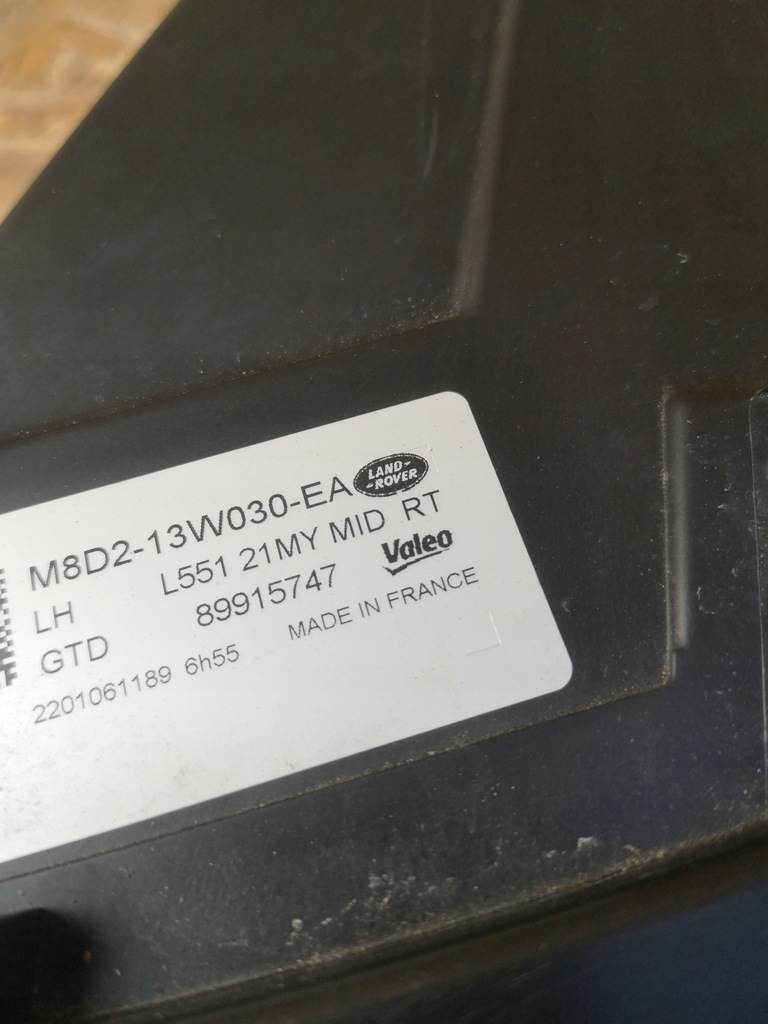 M8D2-13W030-EA LAND-ROVER
LH L551 21MY MID RT
GTD 89915747 Valeo
2201061189 6h55 MADE IN FRANCE